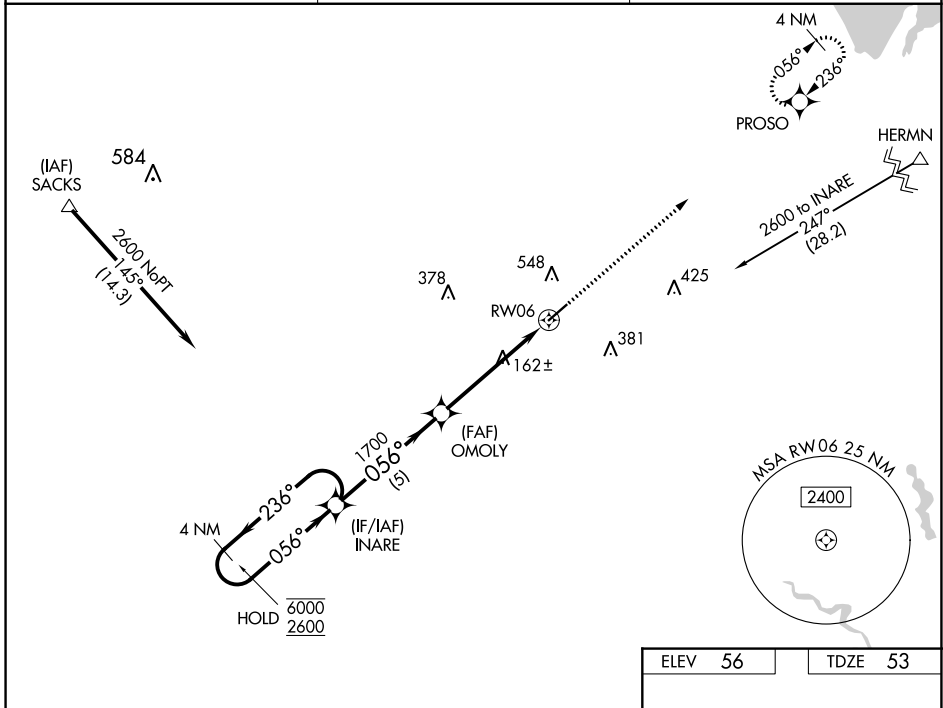 4 NM
056°
236°
PROSO
HERMN
2600 to INARE
247°
(28.2)
(IAF)
SACKS
584
2600 NoPT
145°
(14.3)
378
548
425
RW06
381
162±
(FAF)
OMOLY
1700
056°
(5)
236°
056°
4 NM
(IF/IAF)
INARE
HOLD
6000
2600
MSA RW06 25 NM
2400
ELEV 56
TDZE 53